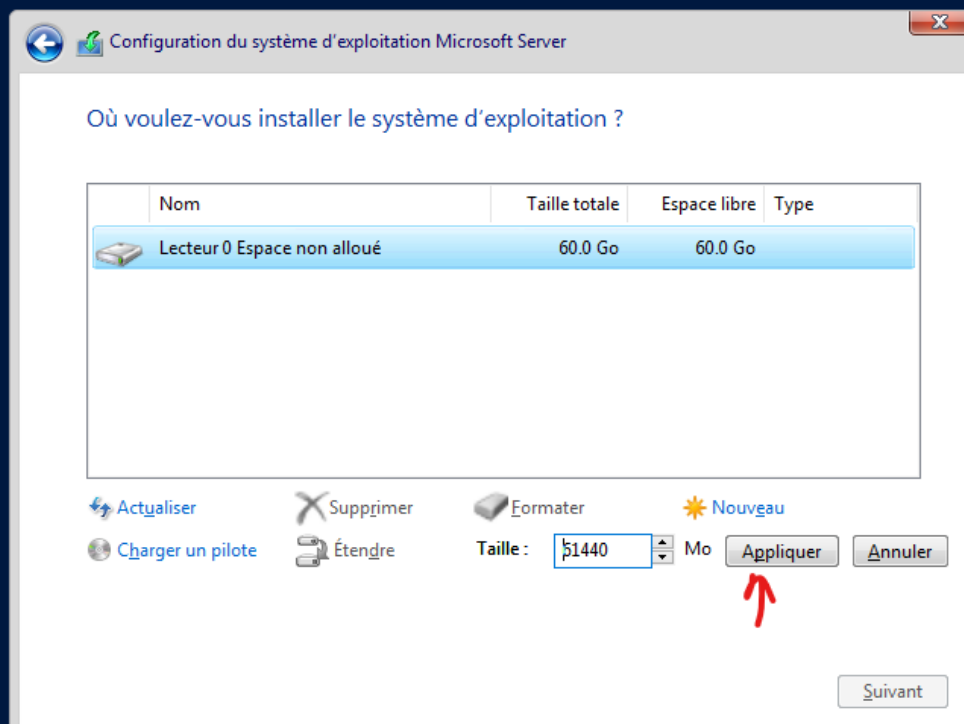 Configuration du système d'exploitation Microsoft Server
Où voulez-vous installer le système d'exploitation ?
Nom Taille totale Espace libre Type
Lecteur 0 Espace non alloué 60.0 Go 60.0 Go
Actualiser Supprimer Formater Nouveau
Charger un pilote Étendre Taille : 61440 Mo Appliquer Annuler
Suivant